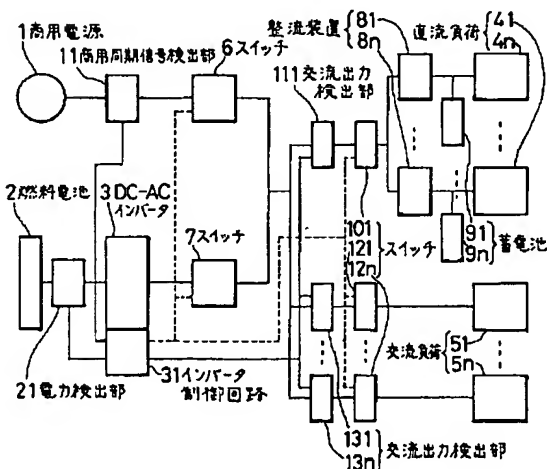 1商用電源
11商用同期信号検出部
6スイッチ
111交流出力
検出部
整流装置
81
8n
直流負荷
41
4n
2燃料電池
3 DC-AC
インバータ
7スイッチ
101
121
12n
スイッチ
91
9n
蓄電池
21電力検出部
31インバータ
制御回路
交流負荷
51
5n
131
13n
交流出力検出部